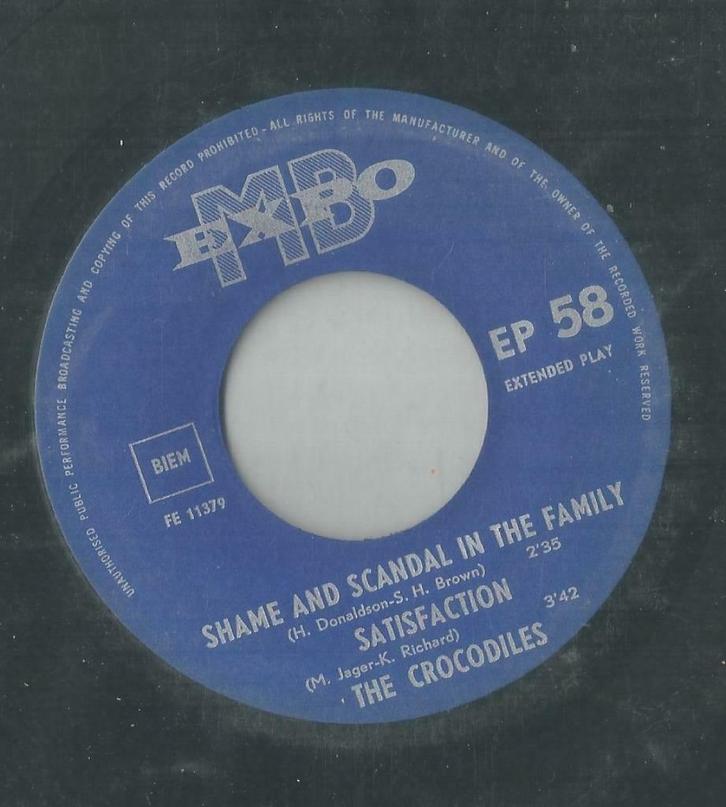 UNAUTHORISED PUBLIC PERFORMANCE BROADCASTING AND COPYING OF THIS RECORD PROHIBITED - ALL RIGHTS OF THE MANUFACTURER AND OF THE OWNER OF THE RECORDED WORK RESERVED
MB
EXPO
EP 58
EXTENDED PLAY
BIEM
FE 11379
SHAME AND SCANDAL IN THE FAMILY
(H. Donaldson-S. H. Brown) 2'35
SATISFACTION
(M. Jager-K. Richard) 3'42
THE CROCODILES